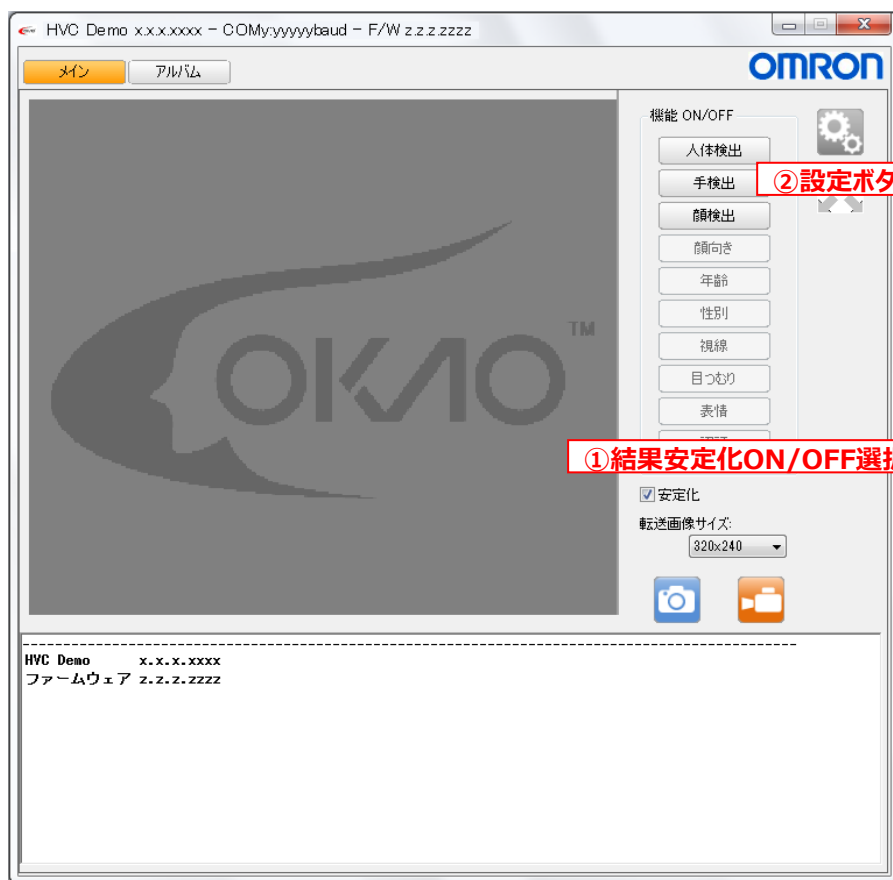 HVC Demo x.x.x.xxxx - COMy:yyyyybaud - F/W z.z.z.zzzz
メイン
アルバム
OMRON
機能 ON/OFF
人体検出
手検出
②設定ボタ
顔検出
顔向き
年齢
性別
視線
目つむり
表情
①結果安定化ON/OFF選択
安定化
転送画像サイズ:
320x240
OKAO TM
HVC Demo x.x.x.xxxx
ファームウェア z.z.z.zzzz